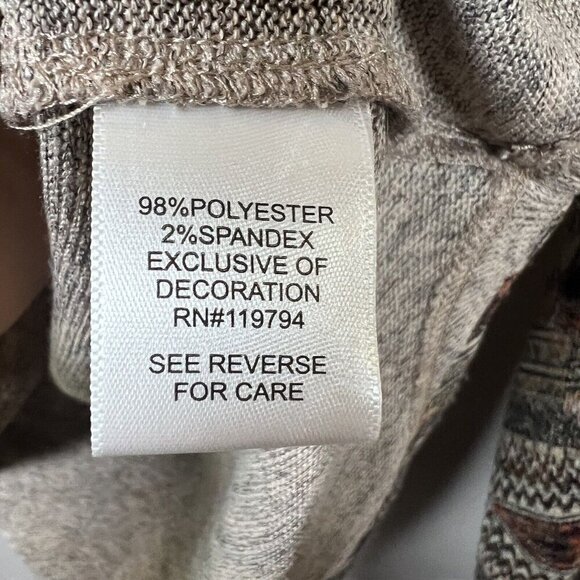 98%POLYESTER
2%SPANDEX
EXCLUSIVE OF
DECORATION
RN#119794
SEE REVERSE
FOR CARE